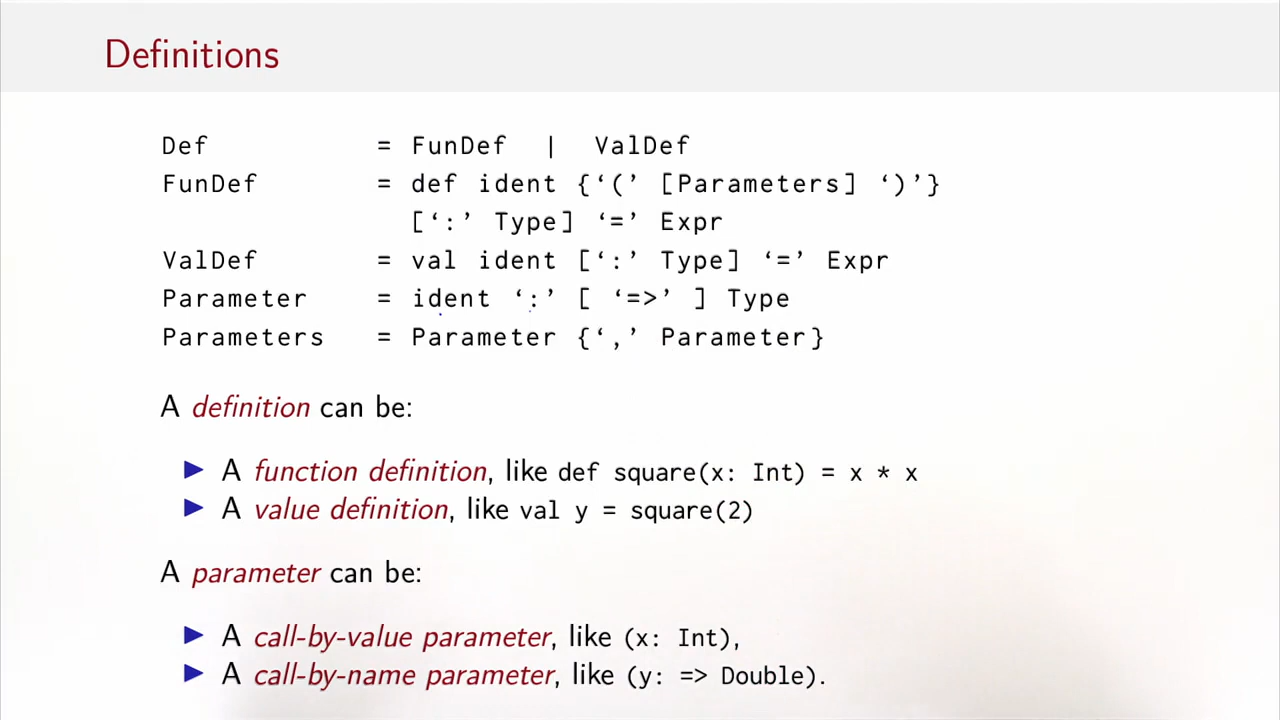 Definitions
Def = FunDef | ValDef
FunDef = def ident {‘(’ [Parameters] ‘)’}
[‘:’ Type] ‘=’ Expr
ValDef = val ident [‘:’ Type] ‘=’ Expr
Parameter = ident ‘:’ [ ‘=>’ ] Type
Parameters = Parameter {‘,’ Parameter}
A definition can be:
▶ A function definition, like def square(x: Int) = x * x
▶ A value definition, like val y = square(2)
A parameter can be:
▶ A call-by-value parameter, like (x: Int),
▶ A call-by-name parameter, like (y: => Double).